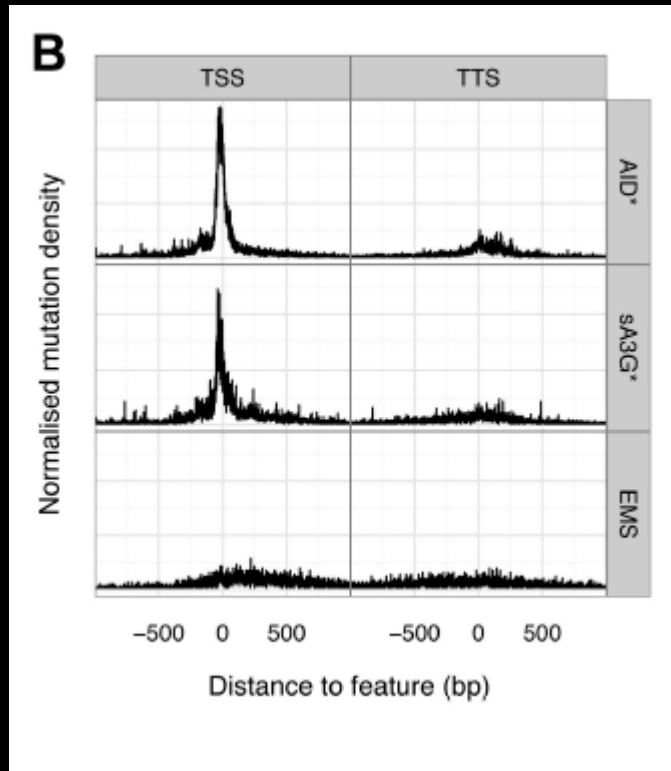 B
TSS TTS
Normalised mutation density
AID*
sA3G*
EMS
−500 0 500 −500 0 500
Distance to feature (bp)